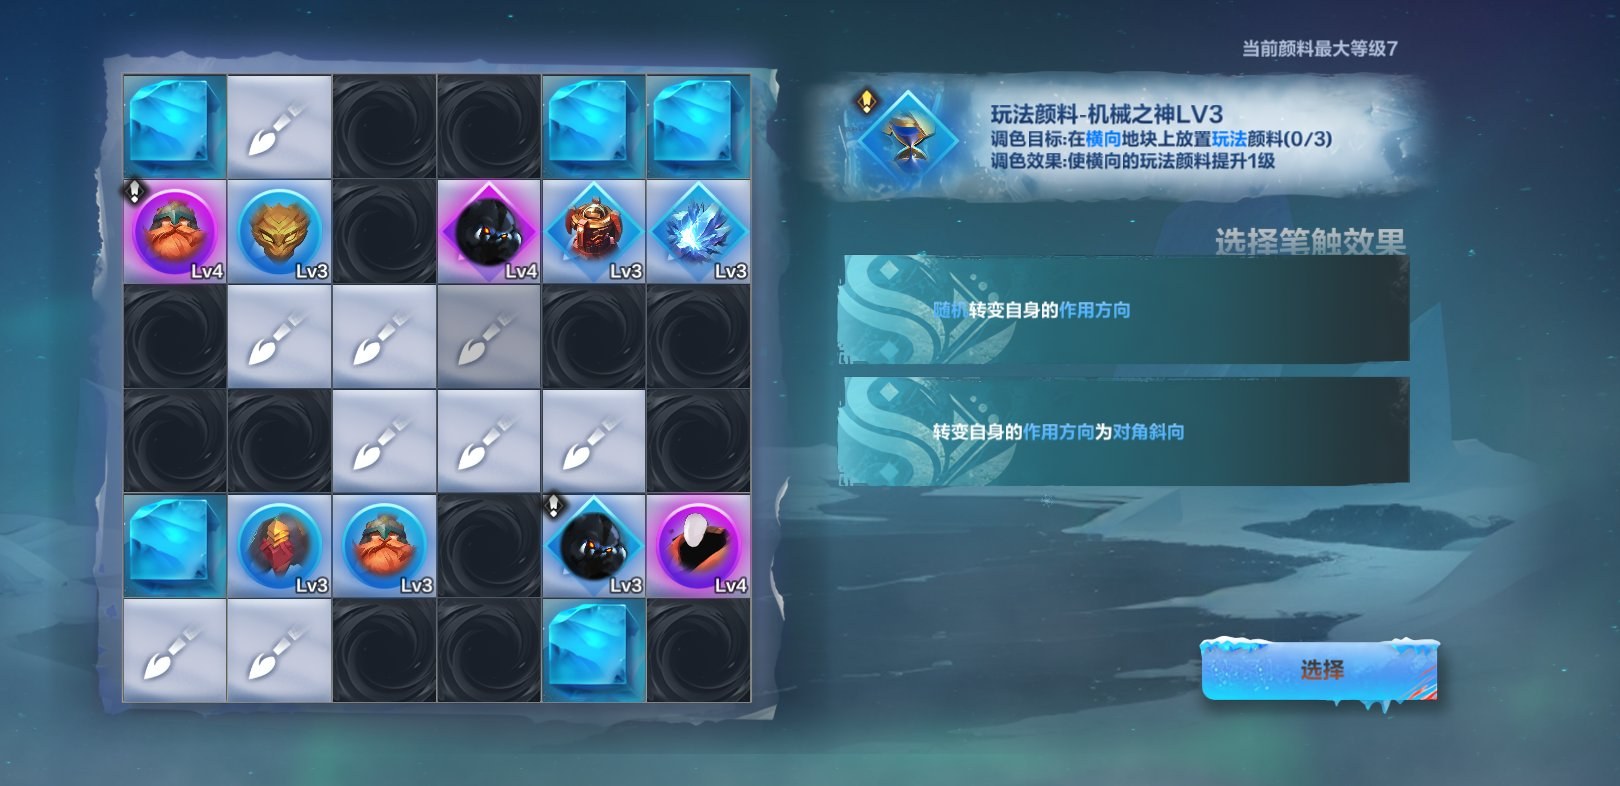 当前颜料最大等级7
玩法颜料-机械之神LV3
调色目标:在横向地块上放置玩法颜料(0/3)
调色效果:使横向的玩法颜料提升1级
选择笔触效果
随机转变自身的作用方向
转变自身的作用方向为对角斜向
Lv4
Lv3
Lv4
Lv3
Lv3
Lv3
Lv3
Lv3
Lv4
选择